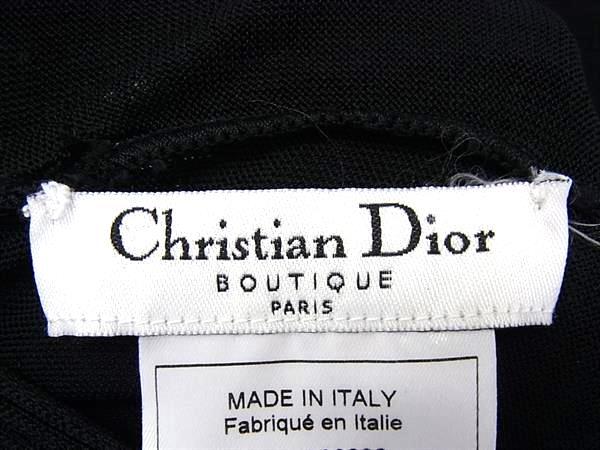 Christian Dior
BOUTIQUE
PARIS
MADE IN ITALY
Fabriqué en Italie